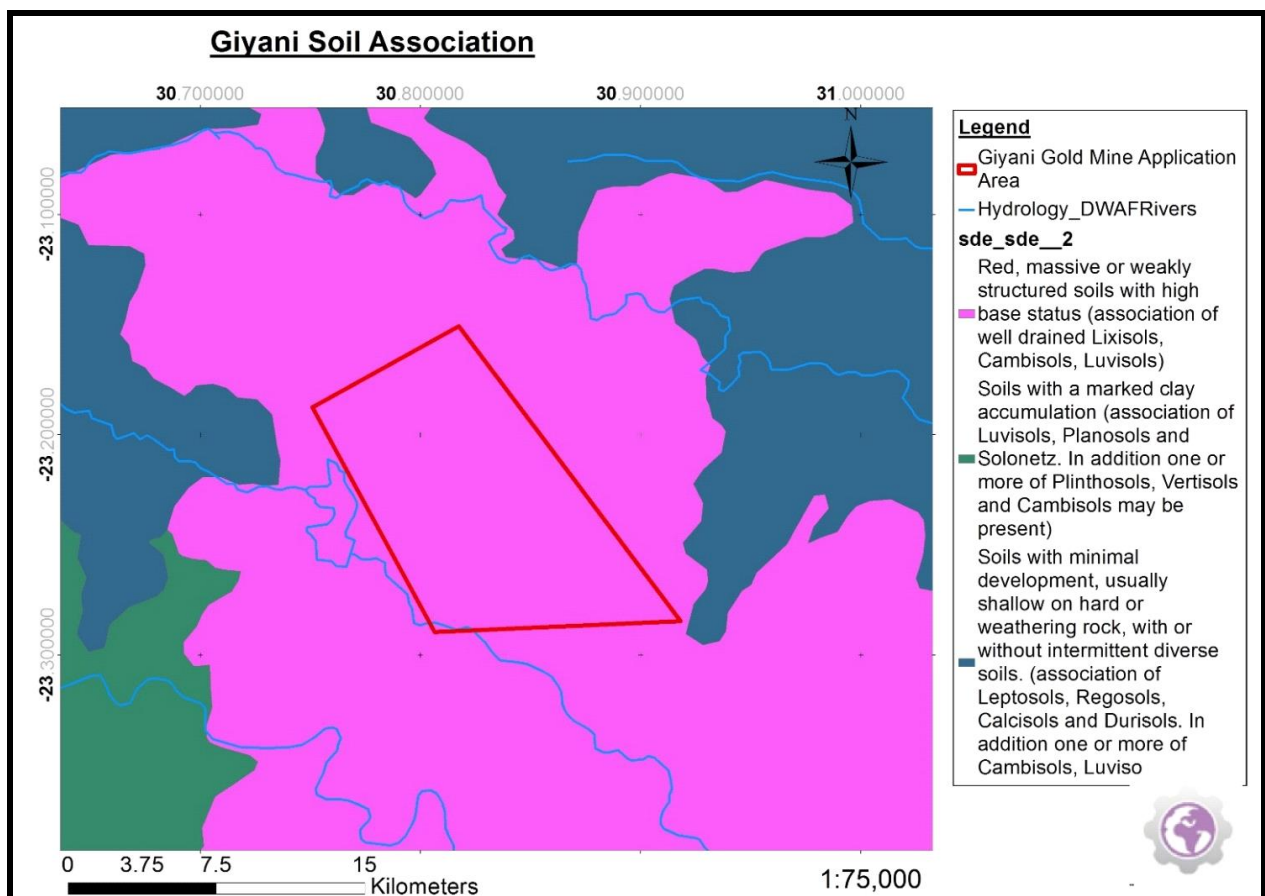 Giyani Soil Association
30.700000 30.800000 30.900000 31.000000
N
-23.100000
-23.200000
-23.300000
Legend
Giyani Gold Mine Application
Area
Hydrology_DWAFRivers
sde_sde__2
Red, massive or weakly
structured soils with high
base status (association of
well drained Lixisols,
Cambisols, Luvisols)
Soils with a marked clay
accumulation (association of
Luvisols, Planosols and
Solonetz. In addition one or
more of Plinthosols, Vertisols
and Cambisols may be
present)
Soils with minimal
development, usually
shallow on hard or
weathering rock, with or
without intermittent diverse
soils. (association of
Leptosols, Regosols,
Calcisols and Durisols. In
addition one or more of
Cambisols, Luviso
0 3.75 7.5 15
Kilometers
1:75,000